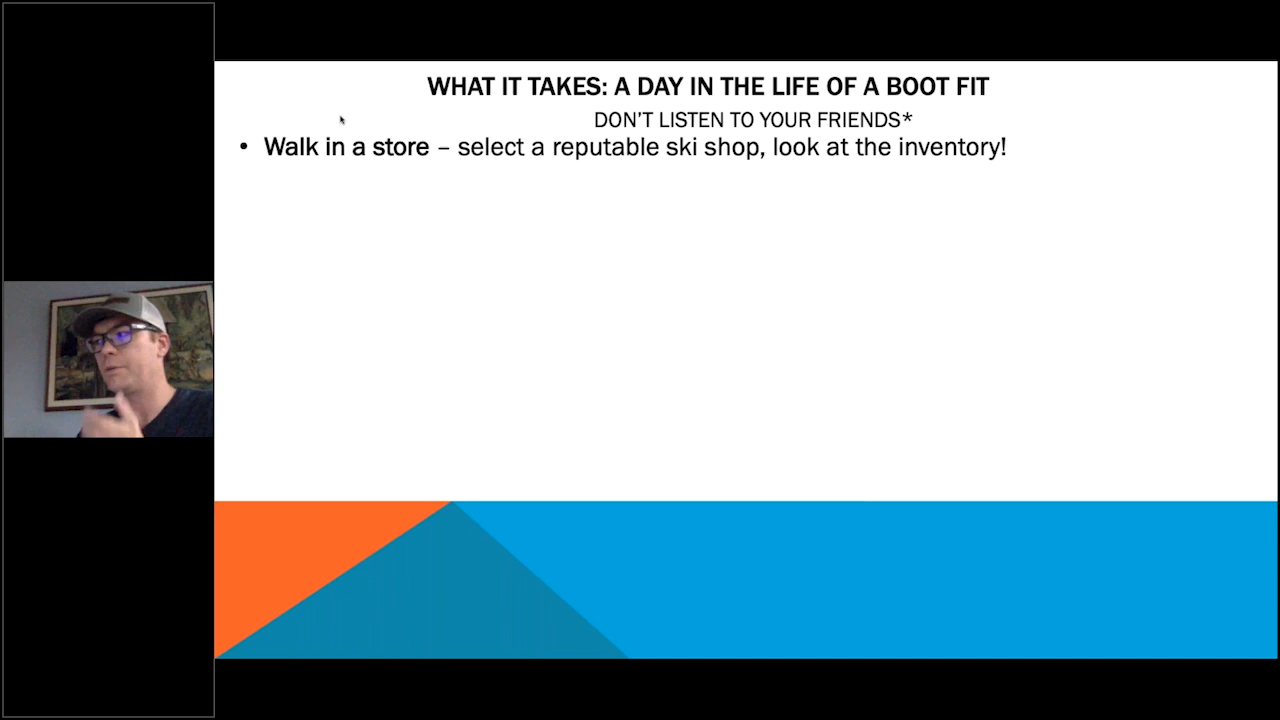 WHAT IT TAKES: A DAY IN THE LIFE OF A BOOT FIT
DON'T LISTEN TO YOUR FRIENDS*
• Walk in a store – select a reputable ski shop, look at the inventory!